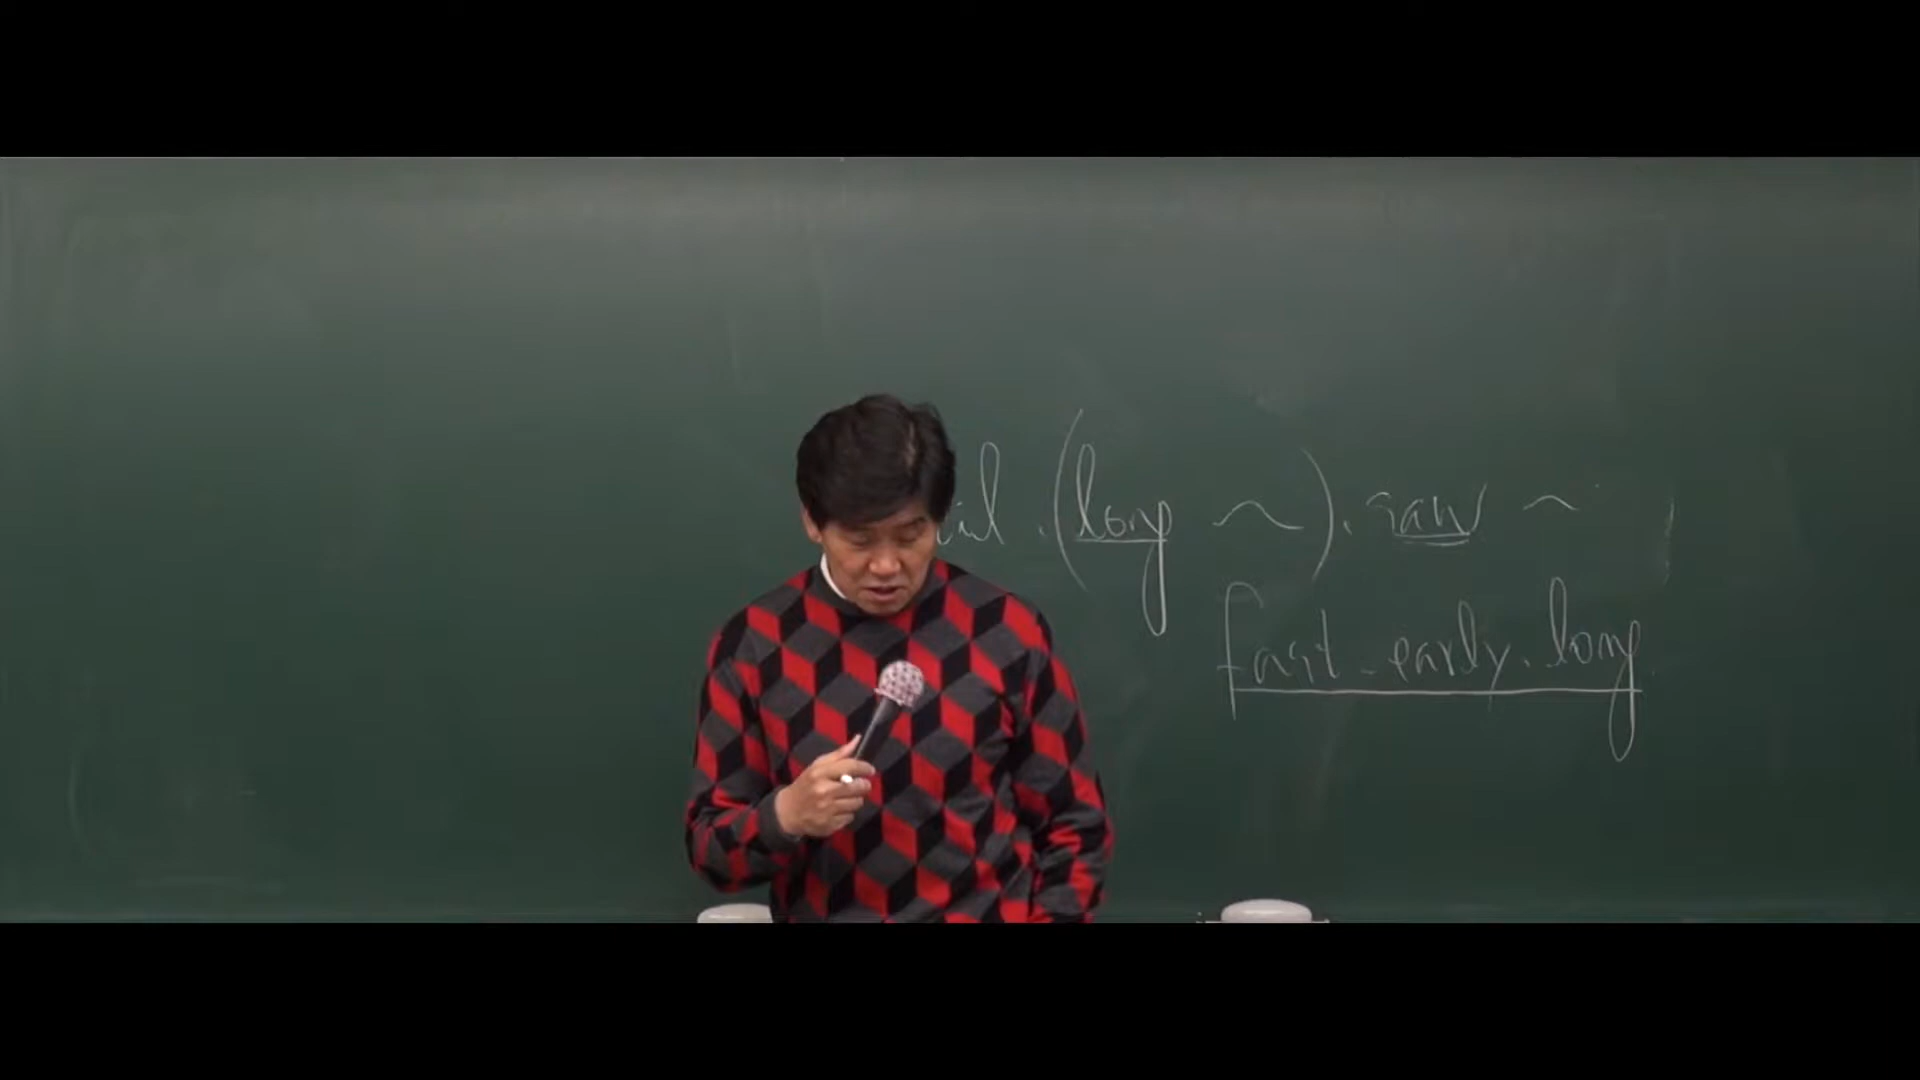 (long ~). saw ~
fast - early. long